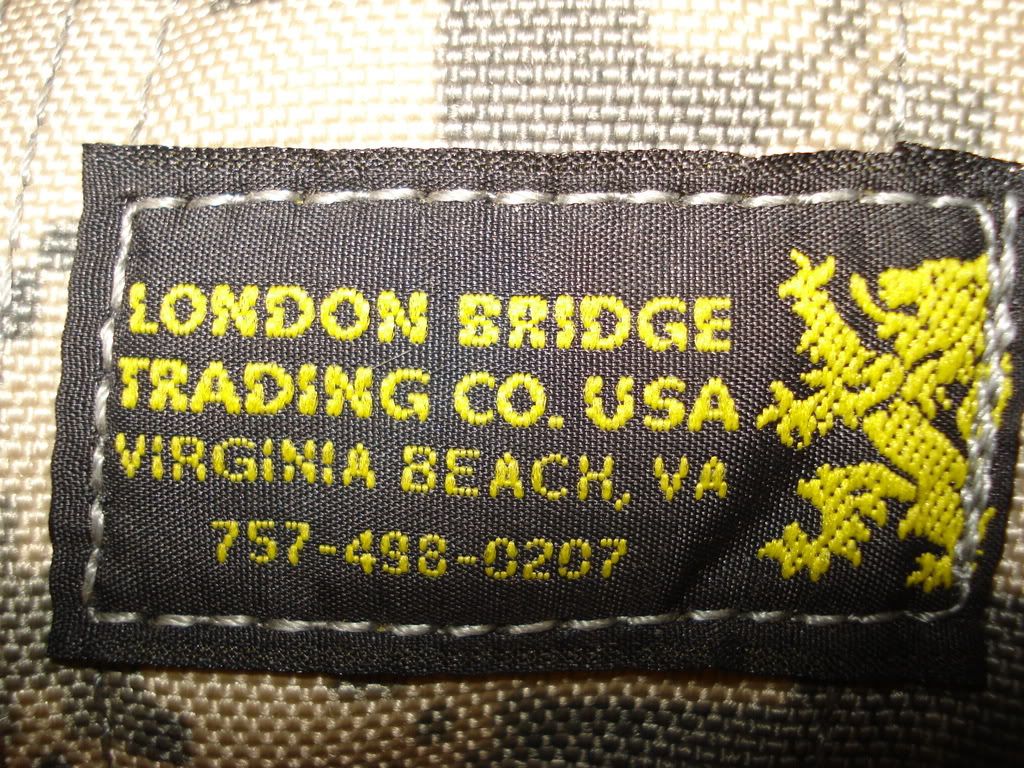 LONDON BRIDGE
TRADING CO. USA
VIRGINIA BEACH, VA
757-498-0207